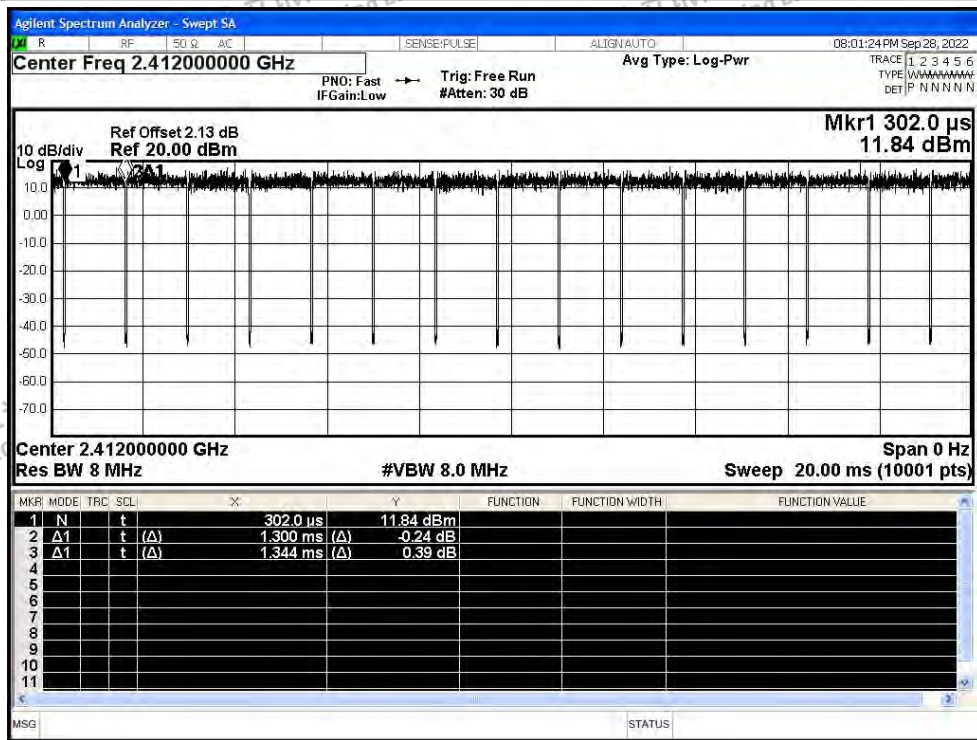 Agilent Spectrum Analyzer - Swept SA
LXI R RF 50 Ω AC SENSE:PULSE ALIGNAUTO 08:01:24 PM Sep 28, 2022
Center Freq 2.412000000 GHz Avg Type: Log-Pwr TRACE 1 2 3 4 5 6
PNO: Fast Trig: Free Run TYPE WWWWWWW
IFGain:Low #Atten: 30 dB DET P N N N N N
Mkr1 302.0 µs
Ref Offset 2.13 dB
10 dB/div Ref 20.00 dBm 11.84 dBm
Log
1 2Δ1
10.0
0.00
-10.0
-20.0
-30.0
-40.0
-50.0
-60.0
-70.0
Center 2.412000000 GHz Span 0 Hz
Res BW 8 MHz #VBW 8.0 MHz Sweep 20.00 ms (10001 pts)
MKR MODE TRC SCL X Y FUNCTION FUNCTION WIDTH FUNCTION VALUE
1 N t 302.0 µs 11.84 dBm
2 Δ1 t (Δ) 1.300 ms (Δ) -0.24 dB
3 Δ1 t (Δ) 1.344 ms (Δ) 0.39 dB
4
5
6
7
8
9
10
11
MSG STATUS